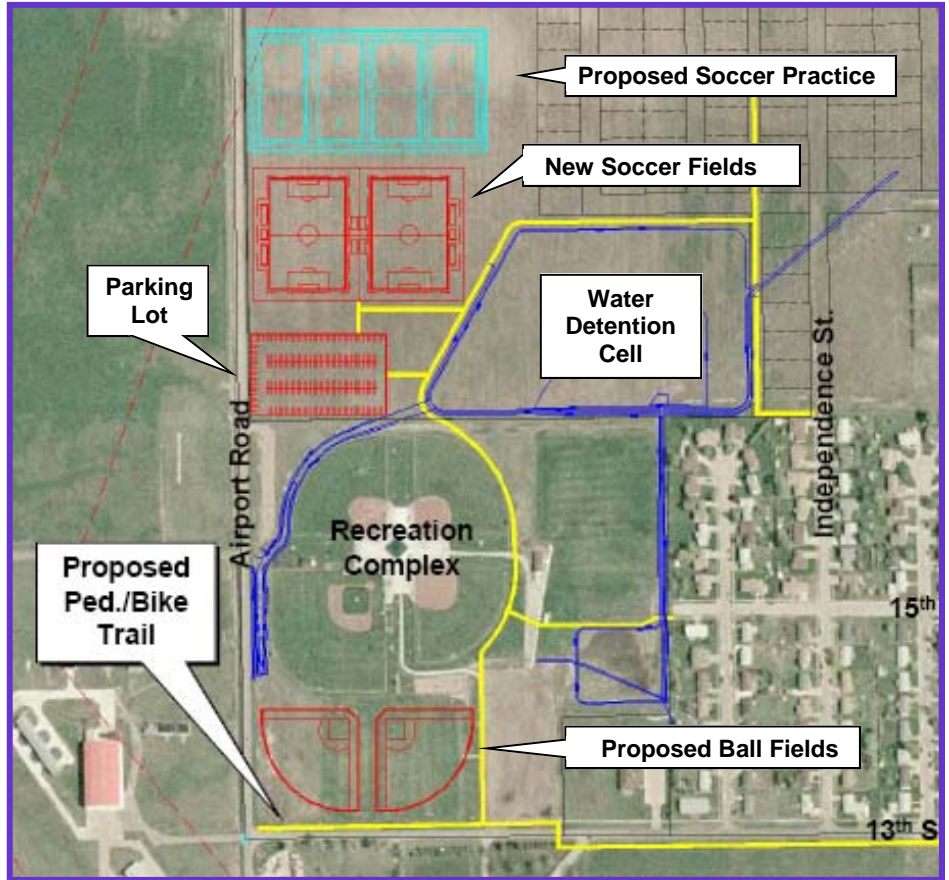 Proposed Soccer Practice
New Soccer Fields
Parking
Lot
Water
Detention
Cell
Independence St.
Airport Road
Recreation
Complex
Proposed
Ped./Bike
Trail
15th
Proposed Ball Fields
13th S